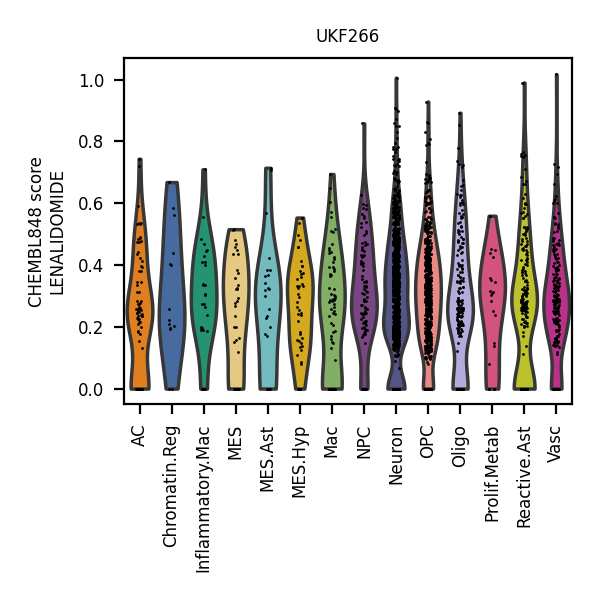 UKF266
CHEMBL848 score
LENALIDOMIDE
1.0
0.8
0.6
0.4
0.2
0.0
AC
Chromatin.Reg
Inflammatory.Mac
MES
MES.Ast
MES.Hyp
Mac
NPC
Neuron
OPC
Oligo
Prolif.Metab
Reactive.Ast
Vasc